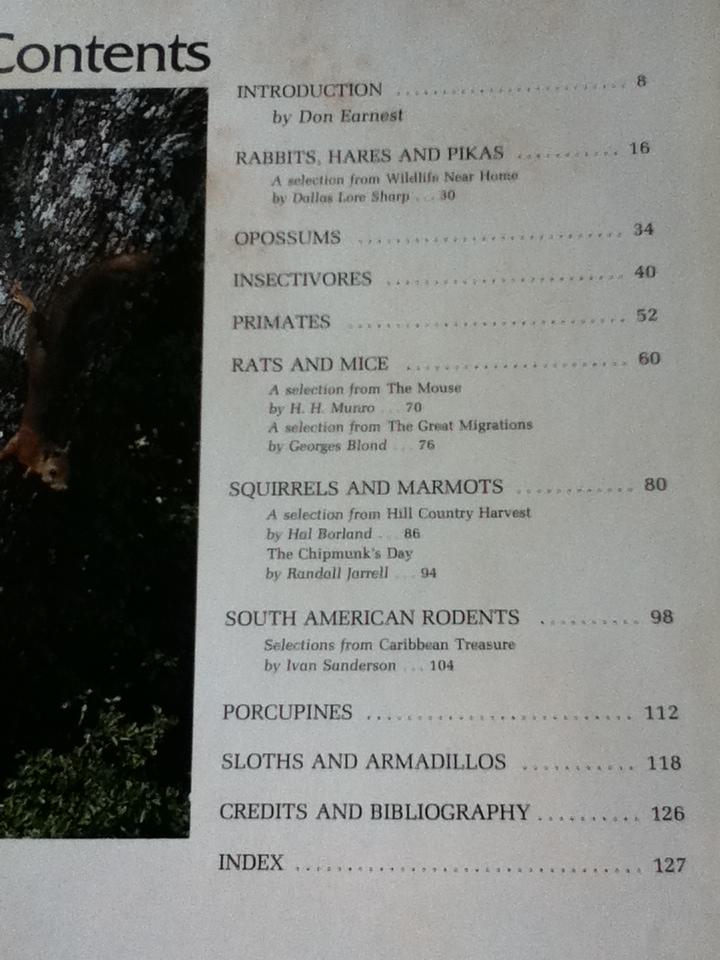 Contents
INTRODUCTION .............................. 8
by Don Earnest
RABBITS, HARES AND PIKAS ........... 16
A selection from Wildlife Near Home
by Dallas Lore Sharp ... 30
OPOSSUMS .............................. 34
INSECTIVORES .............................. 40
PRIMATES .............................. 52
RATS AND MICE .............................. 60
A selection from The Mouse
by H. H. Munro ... 70
A selection from The Great Migrations
by Georges Blond ... 76
SQUIRRELS AND MARMOTS ............ 80
A selection from Hill Country Harvest
by Hal Borland ... 86
The Chipmunk's Day
by Randall Jarrell ... 94
SOUTH AMERICAN RODENTS .......... 98
Selections from Caribbean Treasure
by Ivan Sanderson ... 104
PORCUPINES .............................. 112
SLOTHS AND ARMADILLOS ........... 118
CREDITS AND BIBLIOGRAPHY .......... 126
INDEX .................................... 127